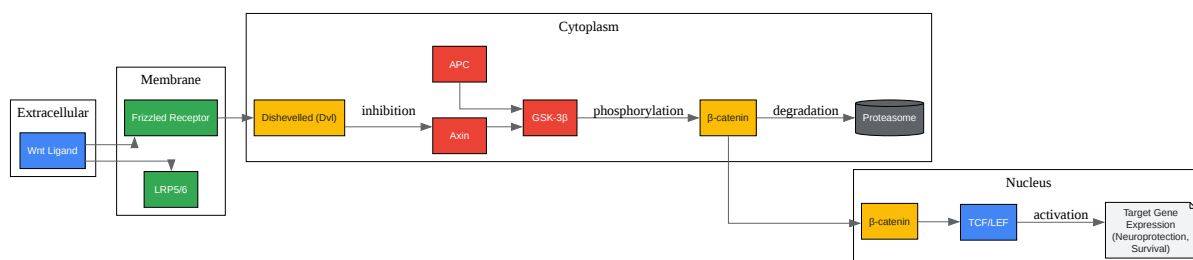 Extracellular
Wnt Ligand
Membrane
Frizzled Receptor
LRP5/6
Cytoplasm
Dishevelled (Dvl)
inhibition
APC
Axin
GSK-3β
phosphorylation
β-catenin
degradation
Proteasome
Nucleus
β-catenin
TCF/LEF
activation
Target Gene
Expression
(Neuroprotection,
Survival)